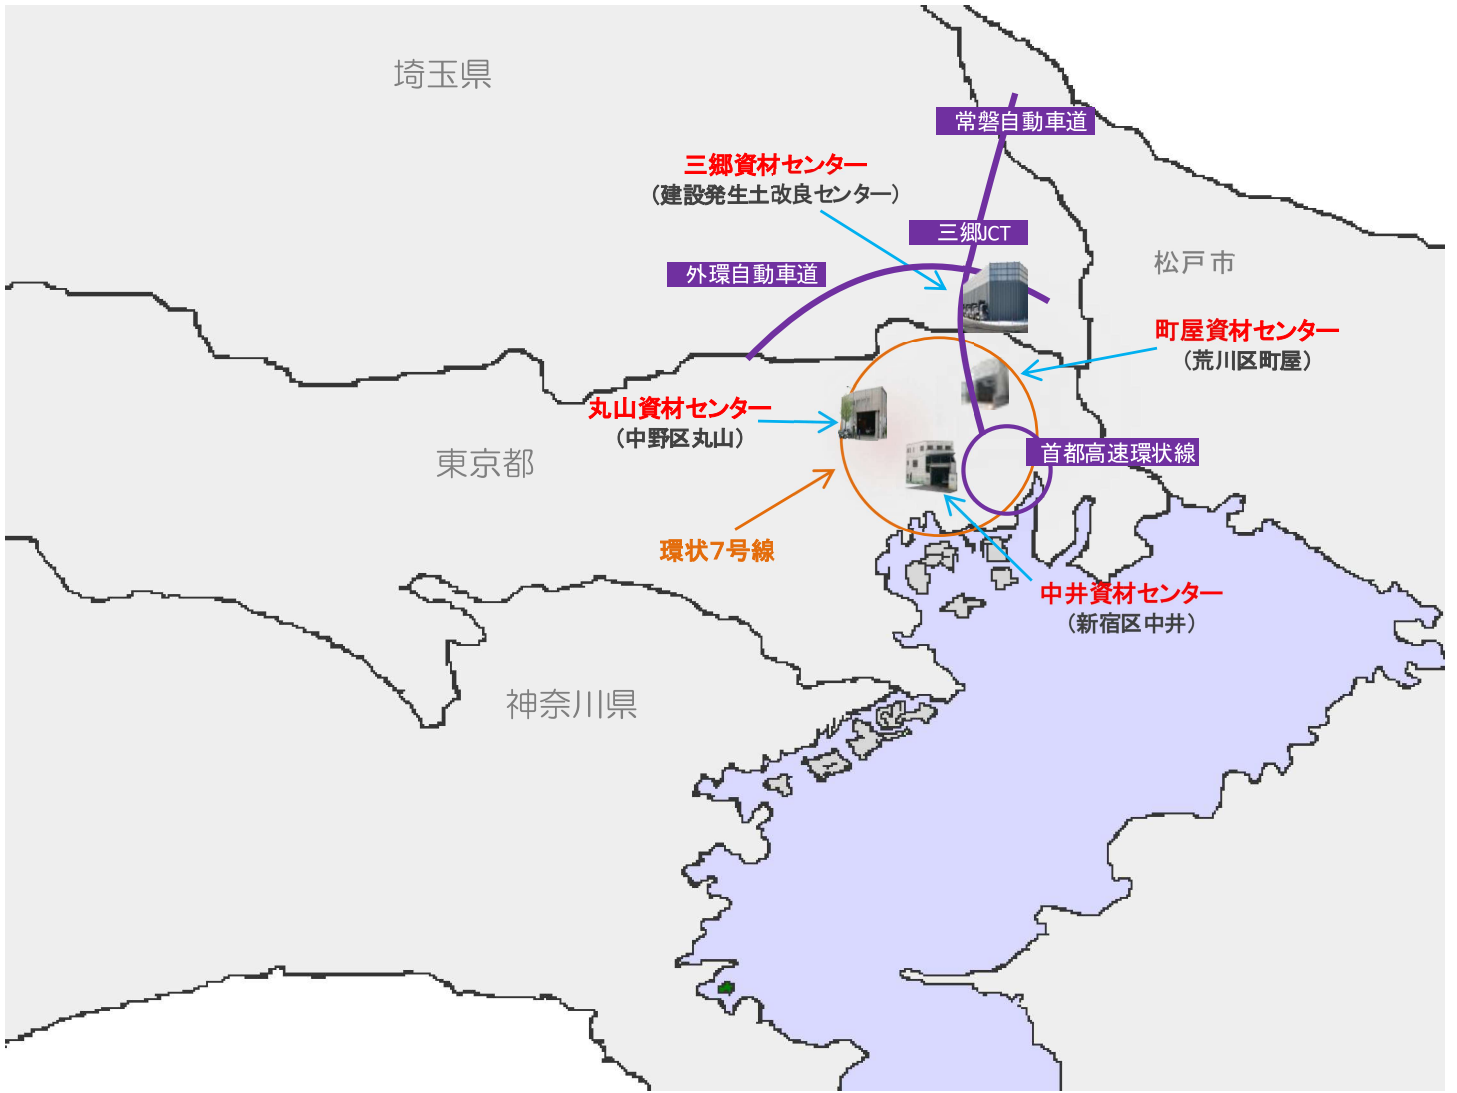 埼玉県
常磐自動車道
三郷資材センター
（建設発生土改良センター）
三郷JCT
外環自動車道
松戸市
町屋資材センター
（荒川区町屋）
丸山資材センター
（中野区丸山）
首都高速環状線
東京都
環状7号線
中井資材センター
（新宿区中井）
神奈川県